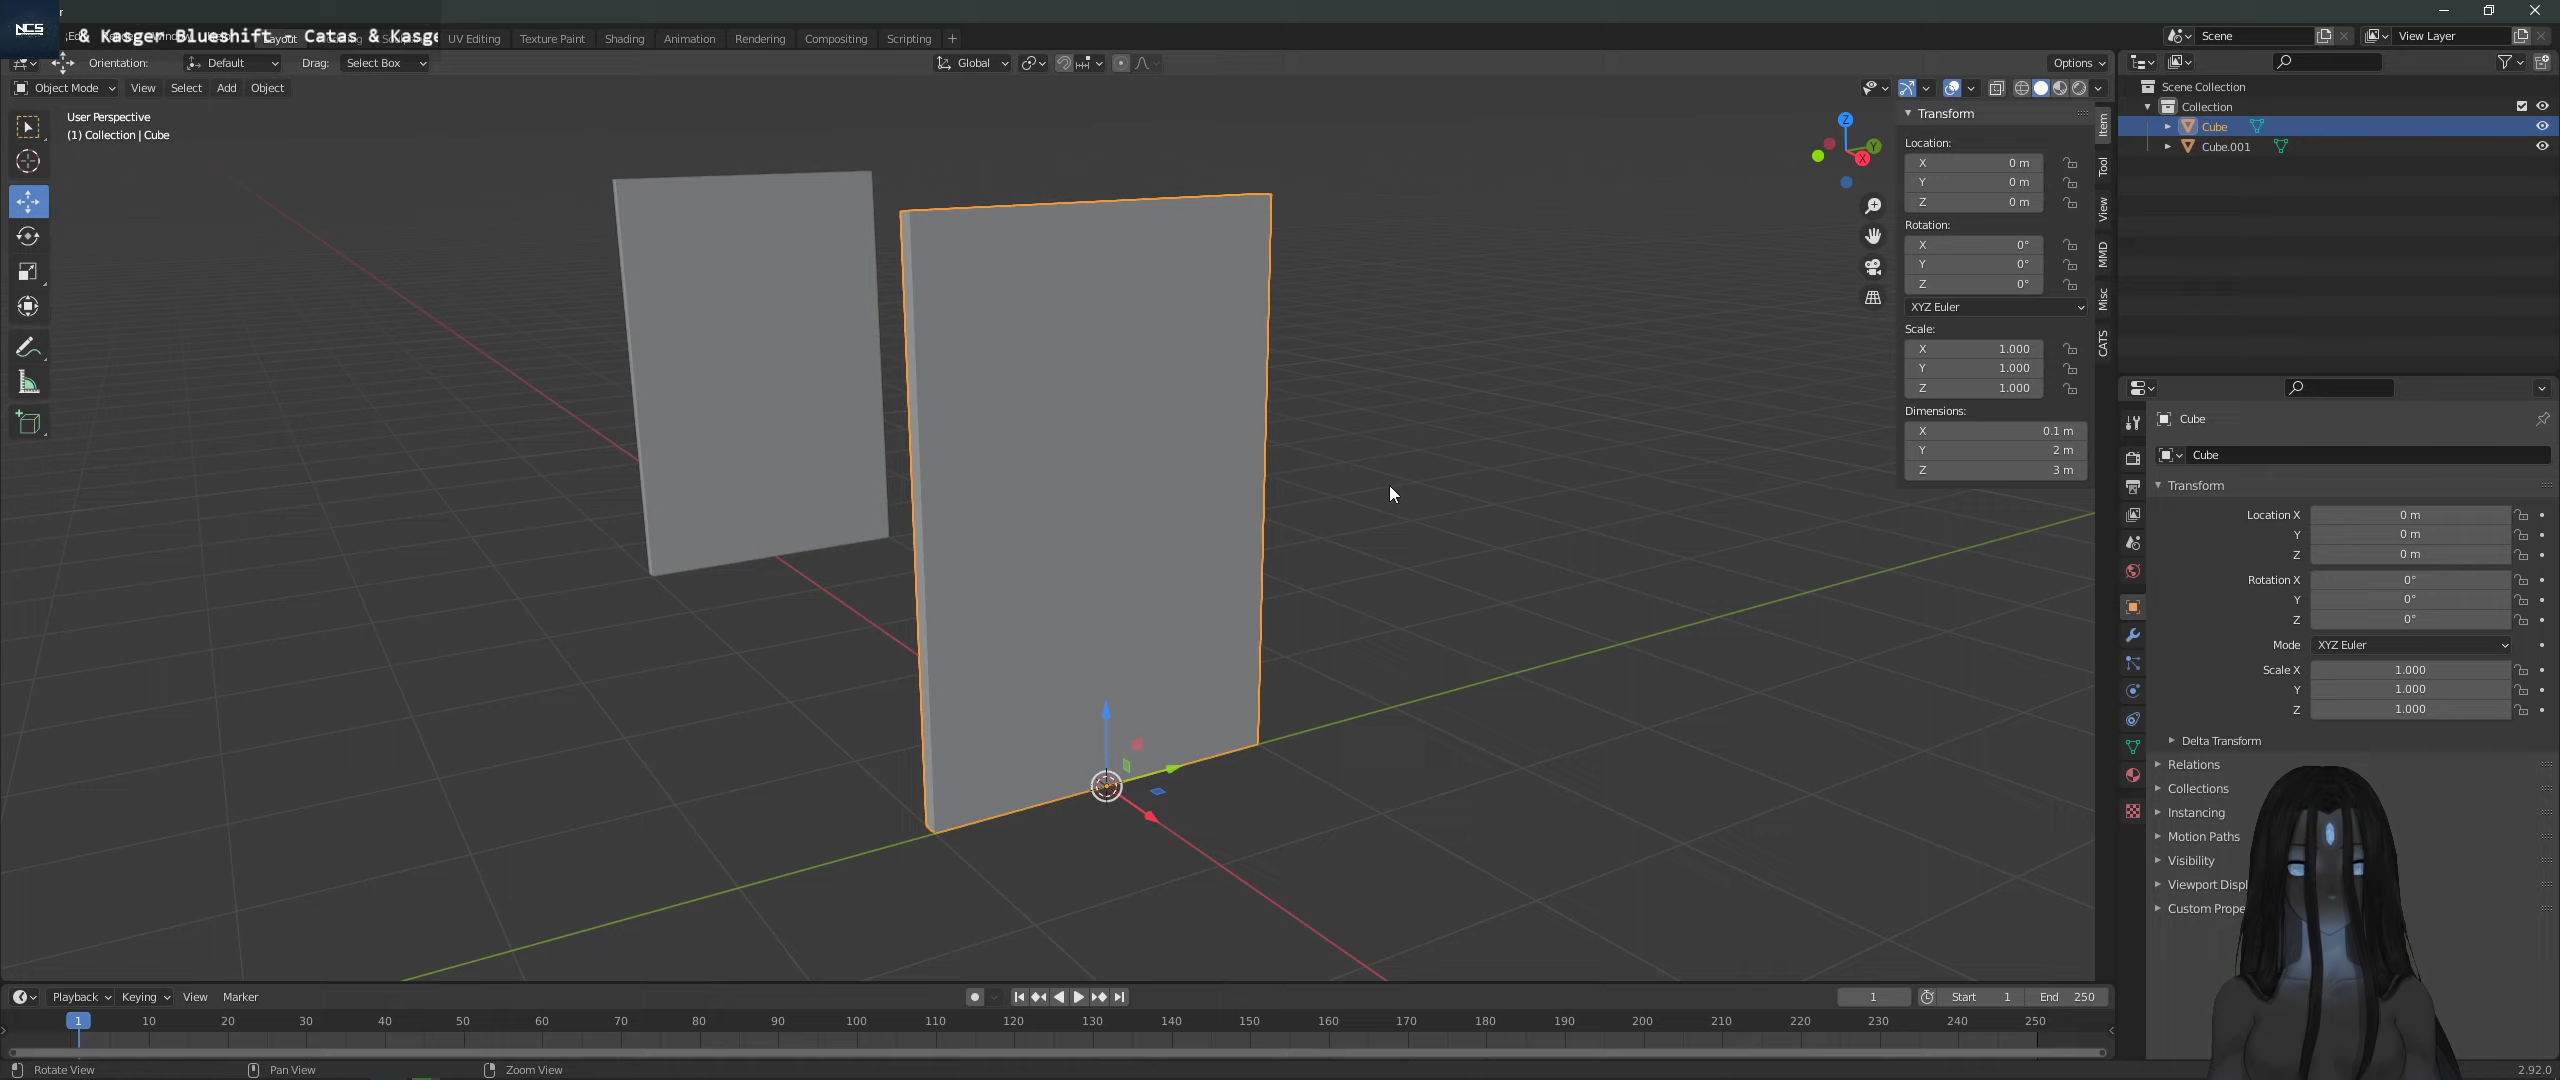 NCS
& Kasger Blueshift - Catas & Kasge
Layout
UV Editing Texture Paint Shading Animation Rendering Compositing Scripting
Scene
View Layer
Orientation: Default Drag: Select Box
Global
Options
Object Mode View Select Add Object
User Perspective
(1) Collection | Cube
Z
Y
X
Transform
Location:
X 0 m
Y 0 m
Z 0 m
Rotation:
X 0°
Y 0°
Z 0°
XYZ Euler
Scale:
X 1.000
Y 1.000
Z 1.000
Dimensions:
X 0.1 m
Y 2 m
Z 3 m
Item
Tool
View
MMD
Misc
CATS
Scene Collection
Collection
Cube
Cube.001
Cube
Cube
Transform
Location X 0 m
Y 0 m
Z 0 m
Rotation X 0°
Y 0°
Z 0°
Mode XYZ Euler
Scale X 1.000
Y 1.000
Z 1.000
Delta Transform
Relations
Collections
Instancing
Motion Paths
Visibility
Viewport Displ
Custom Prope
Playback Keying View Marker
1 Start 1 End 250
1 10 20 30 40 50 60 70 80 90 100 110 120 130 140 150 160 170 180 190 200 210 220 230 240 250
Rotate View Pan View Zoom View
2.92.0